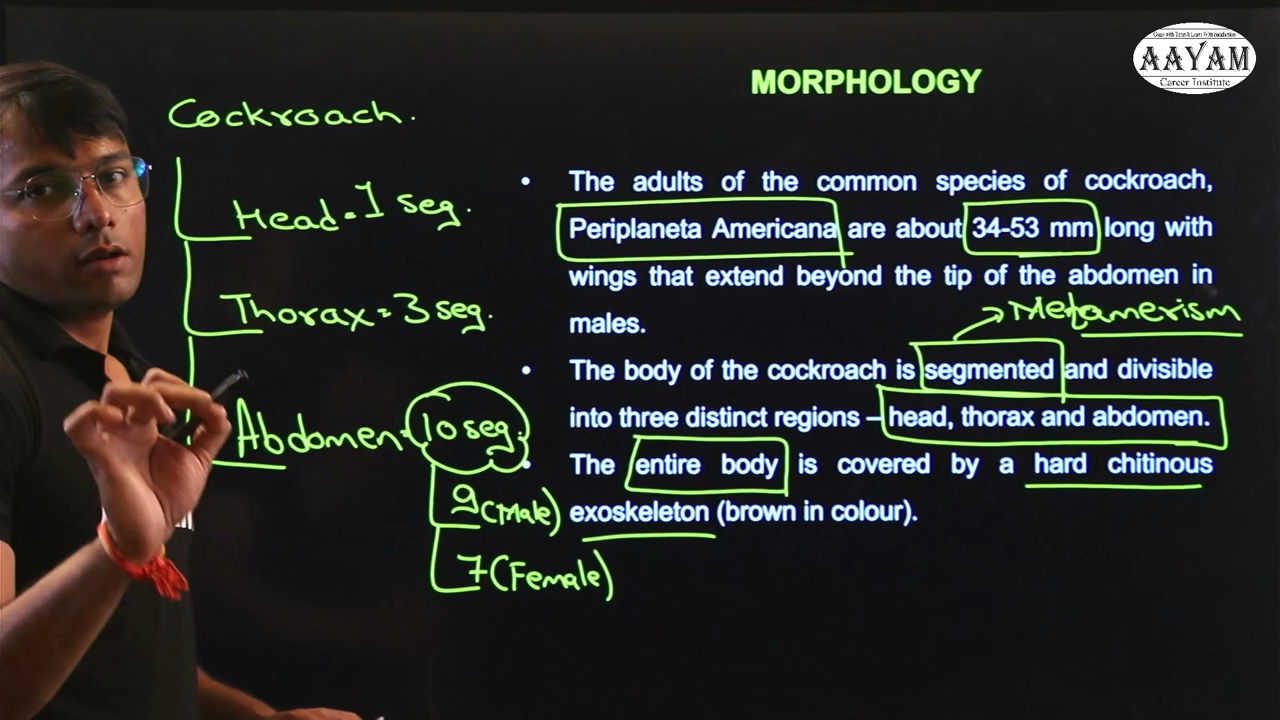 AAYAM
Career Institute
MORPHOLOGY
Cockroach.
Head = 1 seg.
Thorax = 3 seg.
Abdomen = 10 seg.
9 (Male)
7 (Female)
• The adults of the common species of cockroach,
Periplaneta Americana are about 34-53 mm long with
wings that extend beyond the tip of the abdomen in
males.
Metamerism
• The body of the cockroach is segmented and divisible
into three distinct regions – head, thorax and abdomen.
• The entire body is covered by a hard chitinous
exoskeleton (brown in colour).